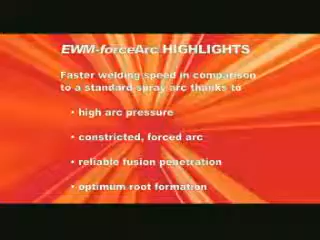 EWM-forceArc HIGHLIGHTS
Faster welding speed in comparison
to a standard spray arc thanks to
• high arc pressure
• constricted, forced arc
• reliable fusion penetration
• optimum root formation